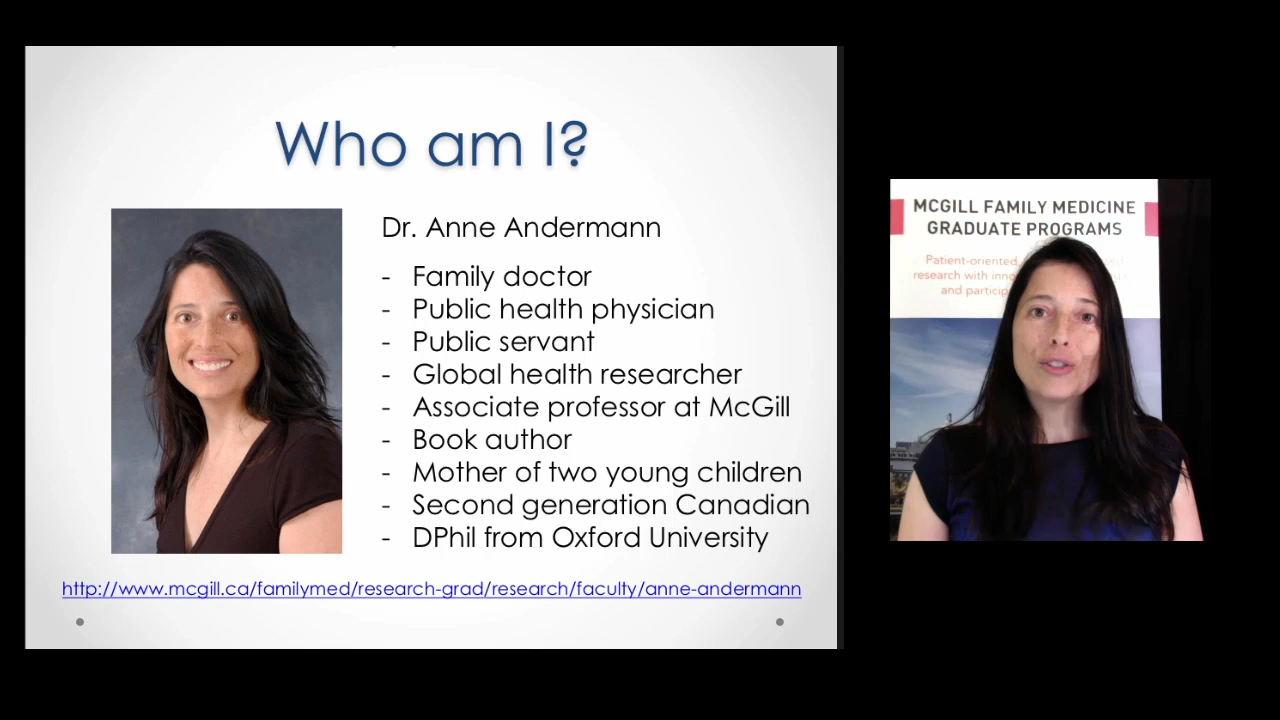 Who am I?
Dr. Anne Andermann
- Family doctor
- Public health physician
- Public servant
- Global health researcher
- Associate professor at McGill
- Book author
- Mother of two young children
- Second generation Canadian
- DPhil from Oxford University
http://www.mcgill.ca/familymed/research-grad/research/faculty/anne-andermann
MCGILL FAMILY MEDICINE
GRADUATE PROGRAMS
Patient-oriented,
research with
and